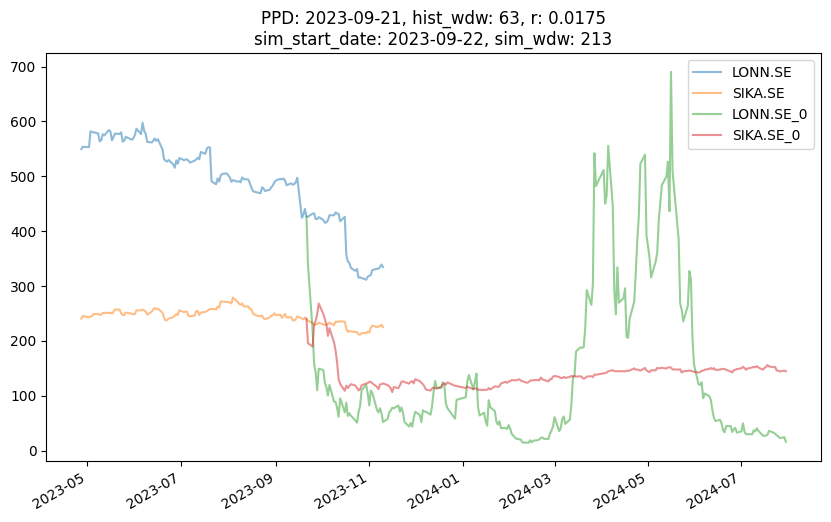 PPD: 2023-09-21, hist_wdw: 63, r: 0.0175
sim_start_date: 2023-09-22, sim_wdw: 213
LONN.SE
SIKA.SE
LONN.SE_0
SIKA.SE_0
700
600
500
400
300
200
100
0
2023-05
2023-07
2023-09
2023-11
2024-01
2024-03
2024-05
2024-07